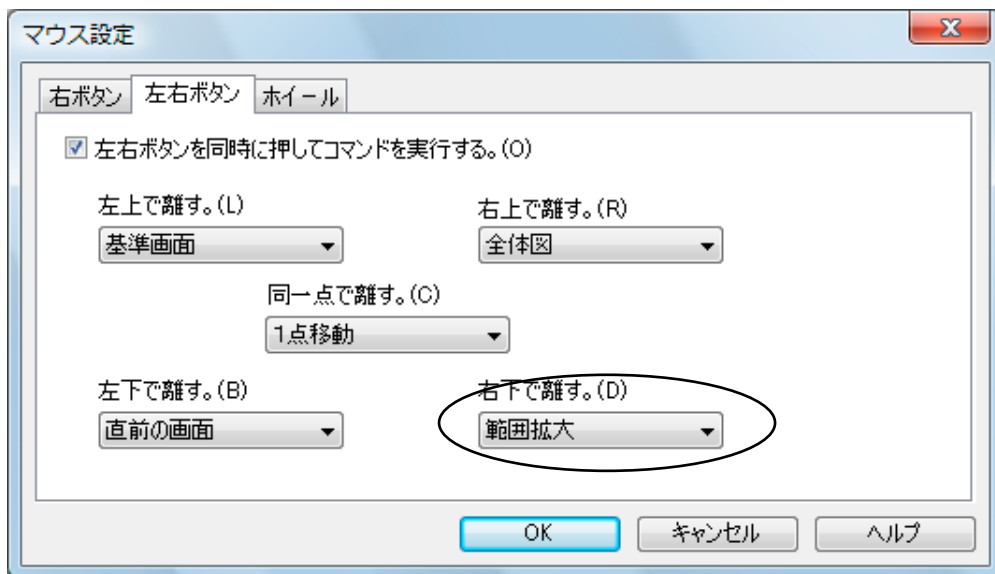 マウス設定
右ボタン 左右ボタン ホイール
左右ボタンを同時に押してコマンドを実行する。(O)
左上で離す。(L) 右上で離す。(R)
基準画面 全体図
同一点で離す。(C)
1点移動
左下で離す。(B) 右下で離す。(D)
直前の画面 範囲拡大
OK キャンセル ヘルプ